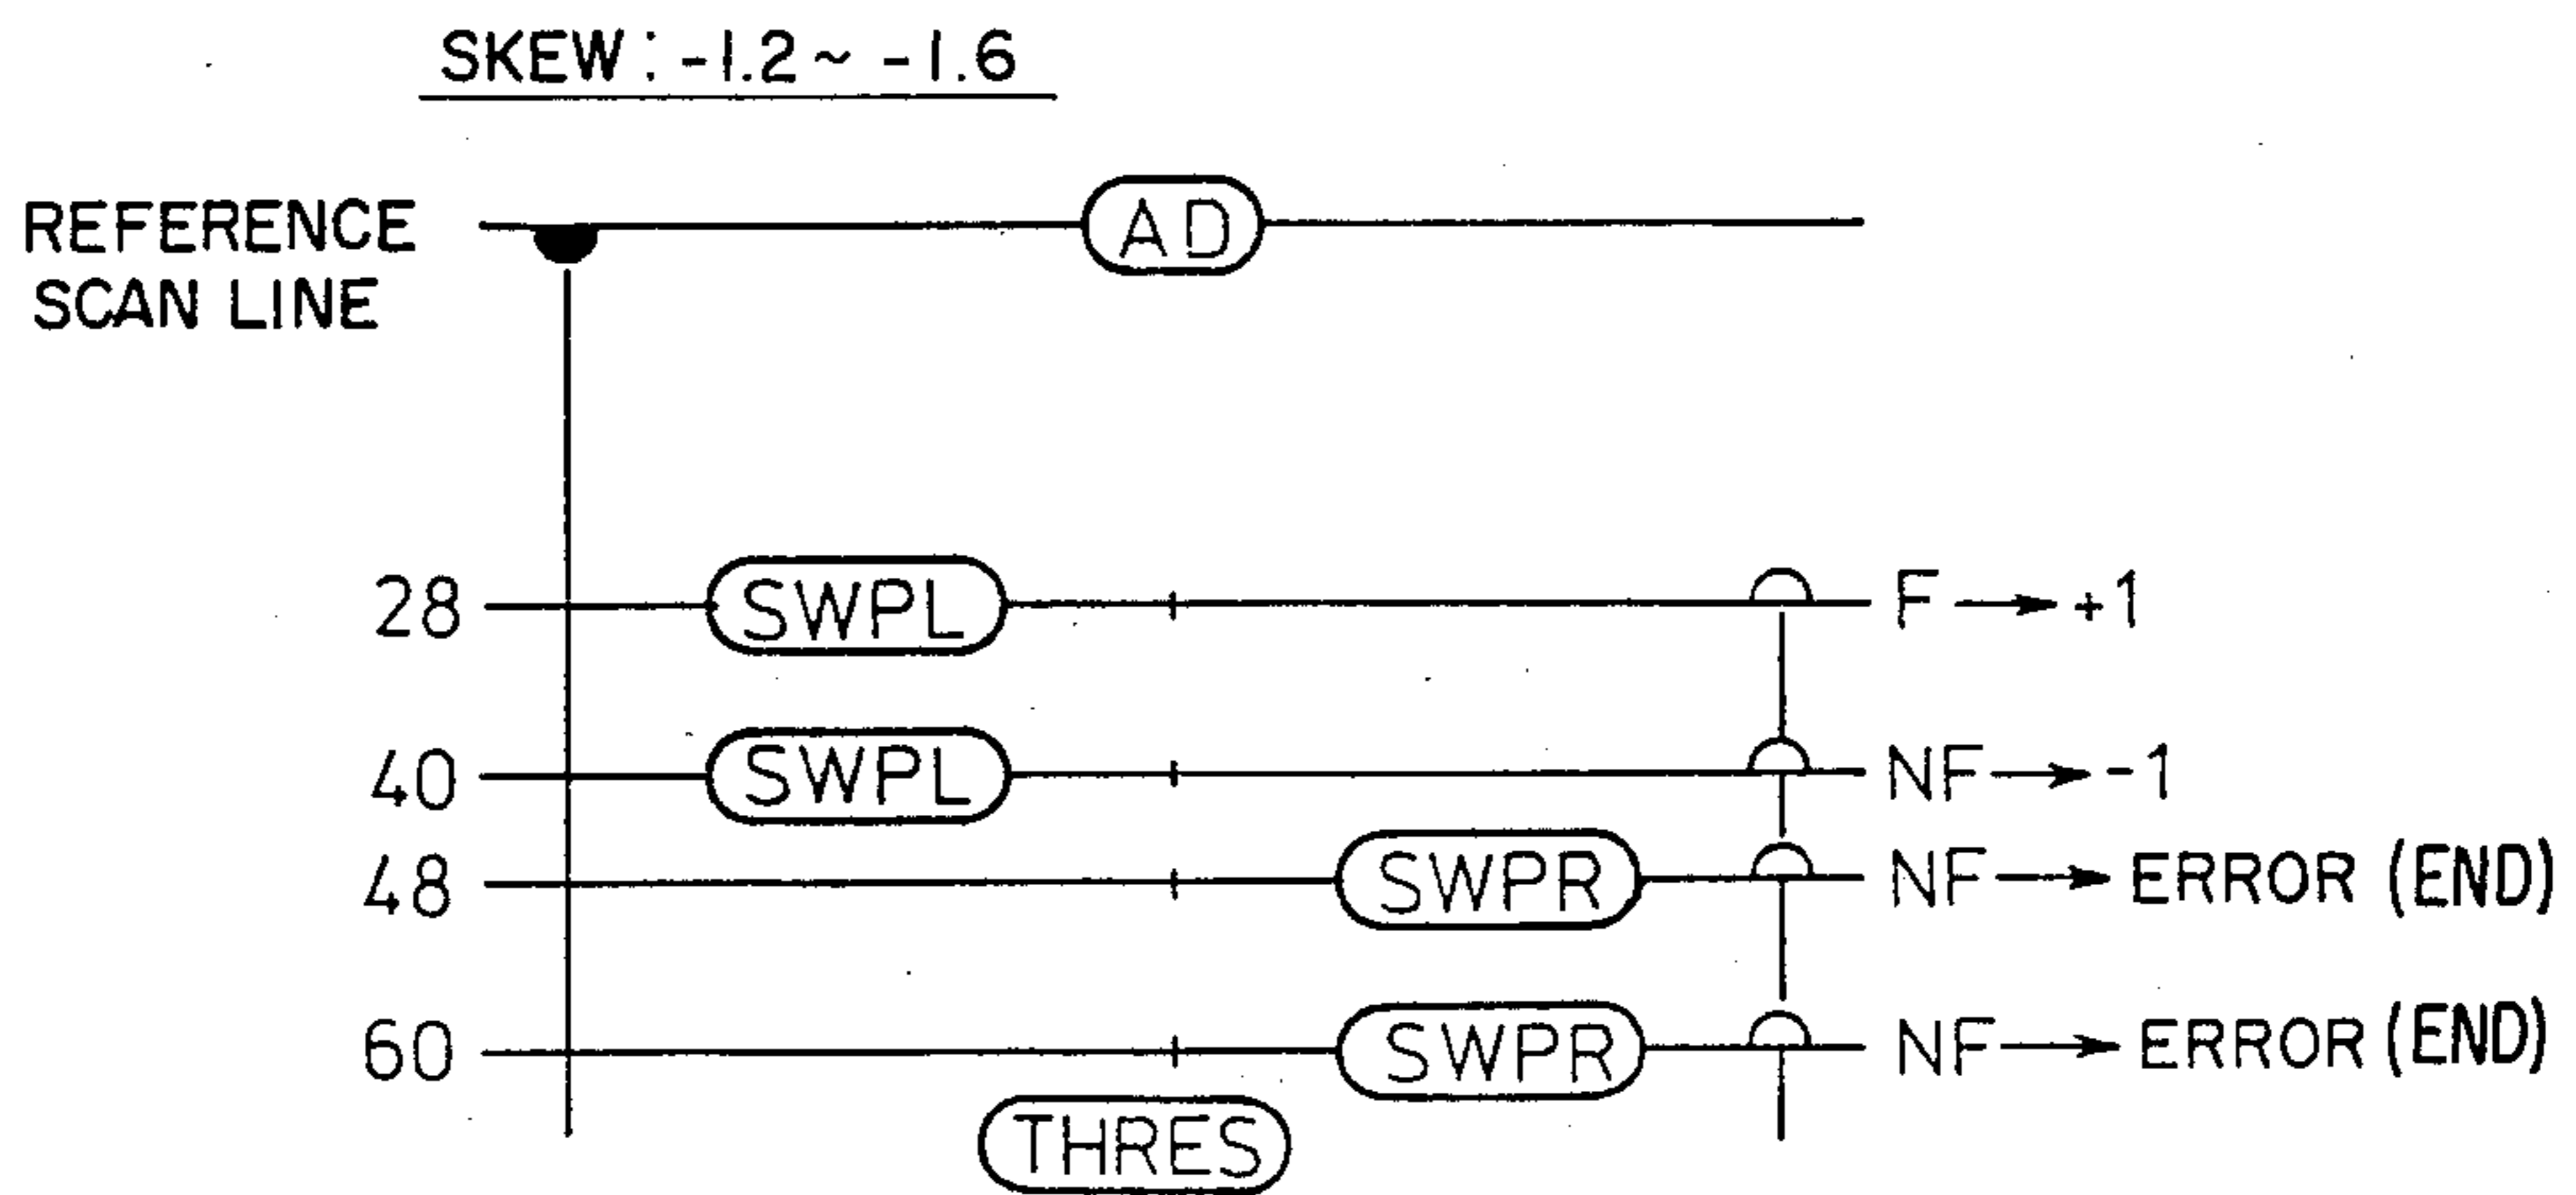 SKEW: -1.2 ~ -1.6
REFERENCE
SCAN LINE
AD
28 SWPL F → +1
40 SWPL NF → -1
48 SWPR NF → ERROR (END)
60 SWPR NF → ERROR (END)
THRES